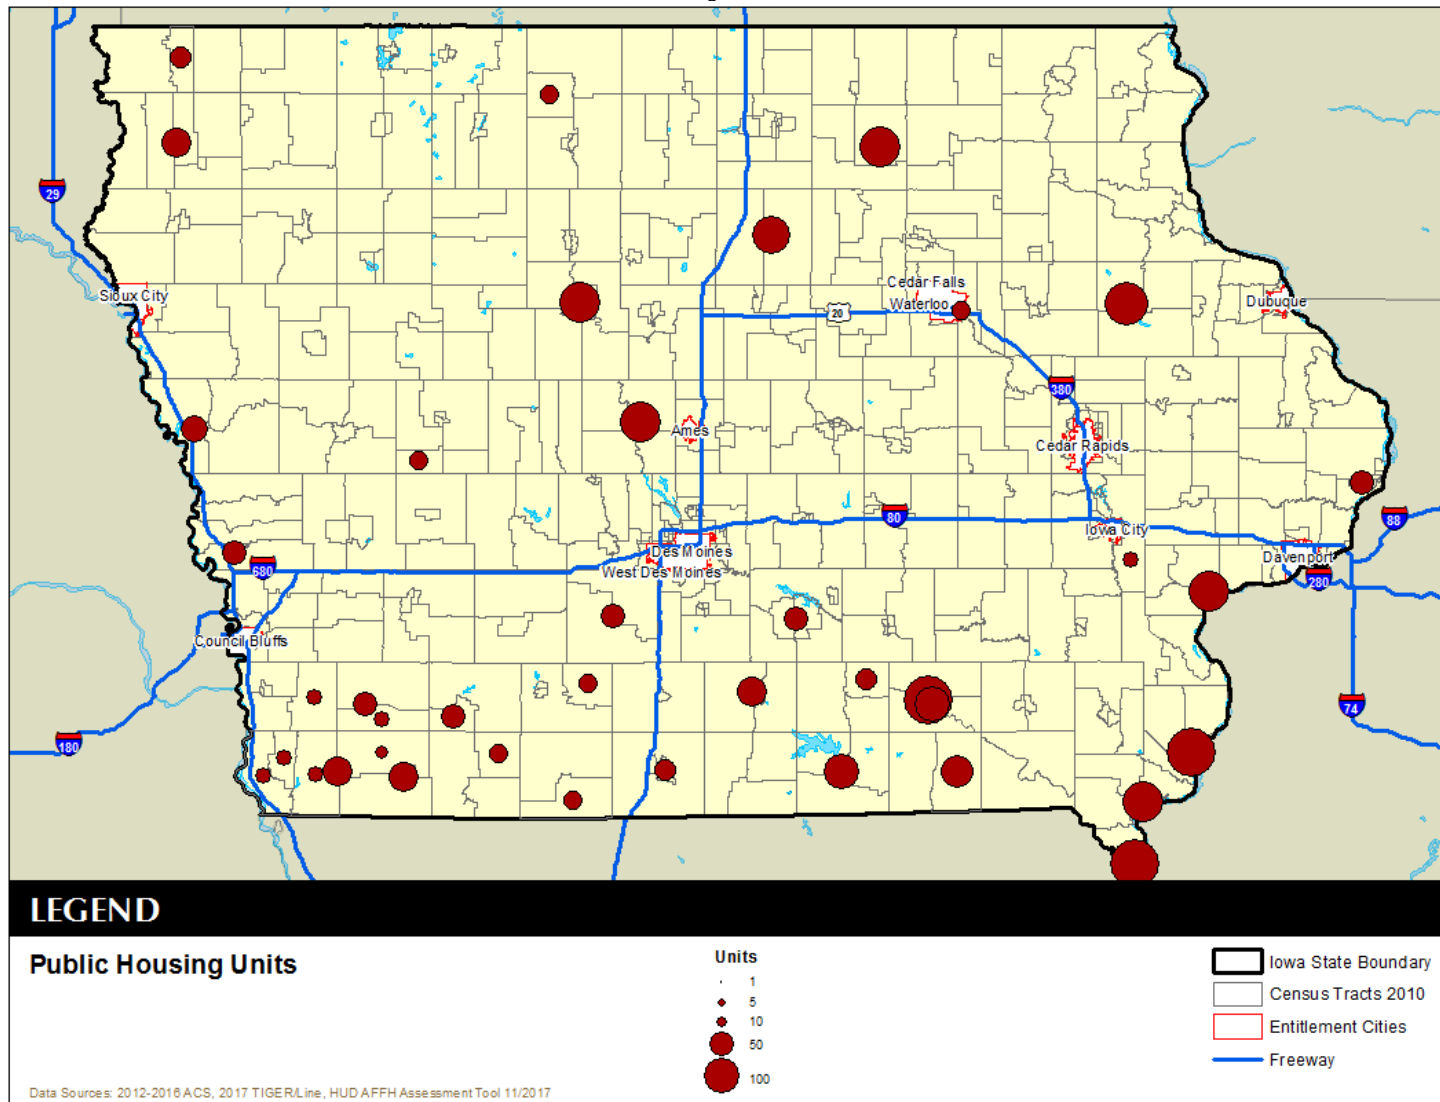 29
Sioux City
Cedar Falls
Waterloo
20
Dubuque
380
Ames
Cedar Rapids
80
88
Iowa City
Des Moines
West Des Moines
Davenport
680
280
Council Bluffs
74
180
LEGEND
Public Housing Units
Units
1
5
10
50
100
Iowa State Boundary
Census Tracts 2010
Entitlement Cities
Freeway
Data Sources: 2012-2016 ACS, 2017 TIGER/Line, HUD AFFH Assessment Tool 11/2017